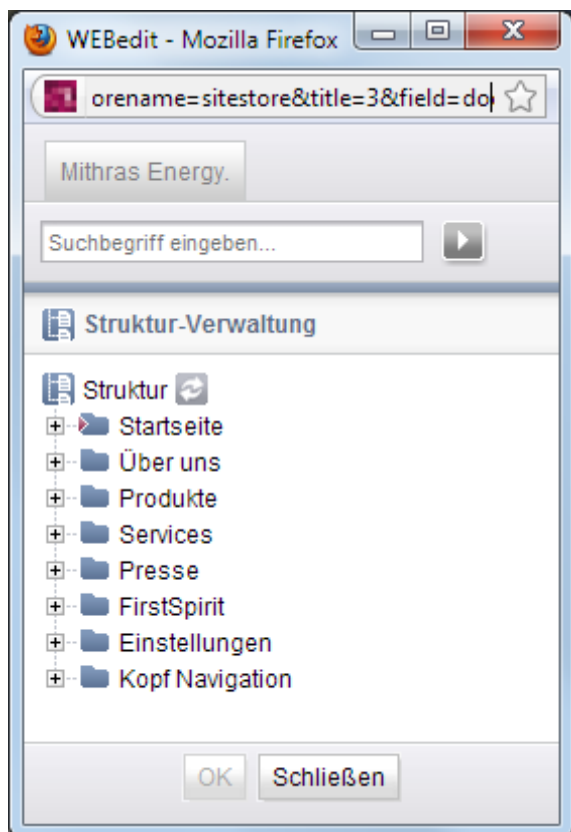 WEBedit - Mozilla Firefox
orename=sitestore&title=3&field=do
Mithras Energy.
Suchbegriff eingeben...
Struktur-Verwaltung
Struktur
Startseite
Über uns
Produkte
Services
Presse
FirstSpirit
Einstellungen
Kopf Navigation
OK Schließen